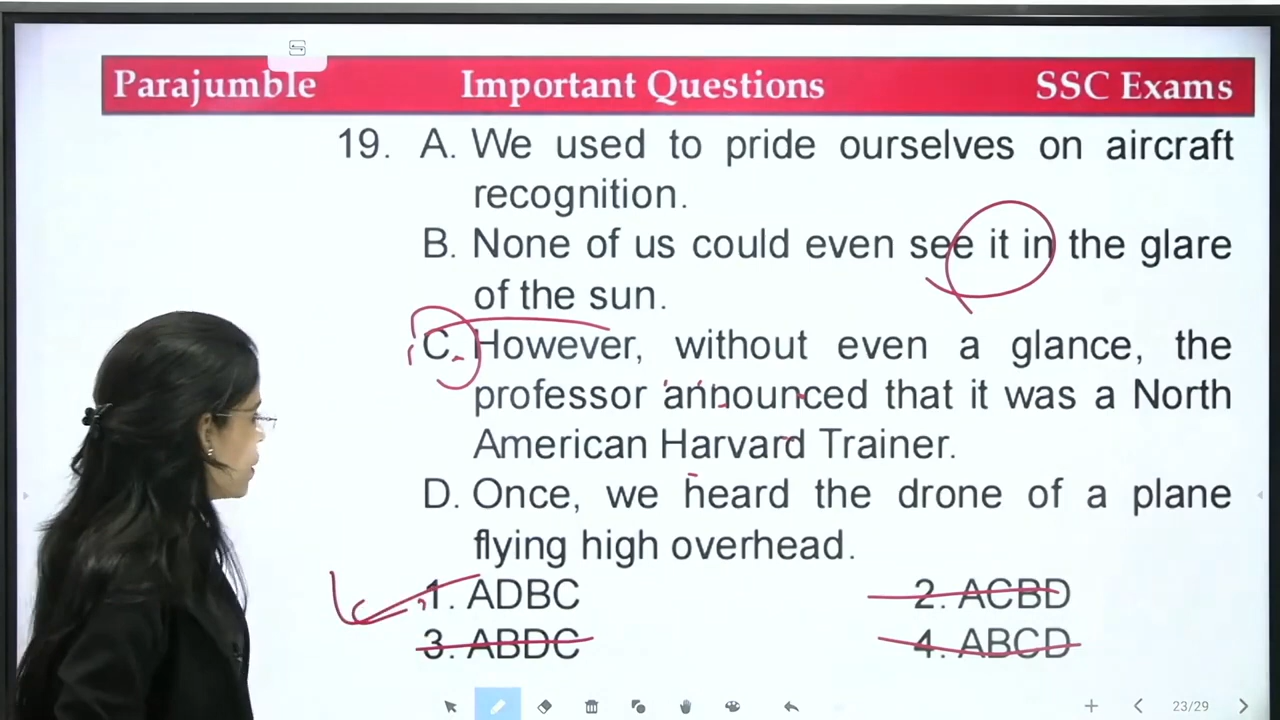 Parajumble Important Questions SSC Exams
19. A. We used to pride ourselves on aircraft
recognition.
B. None of us could even see it in the glare
of the sun.
C. However, without even a glance, the
professor announced that it was a North
American Harvard Trainer.
D. Once, we heard the drone of a plane
flying high overhead.
1. ADBC 2. ACBD
3. ABDC 4. ABCD
23/29